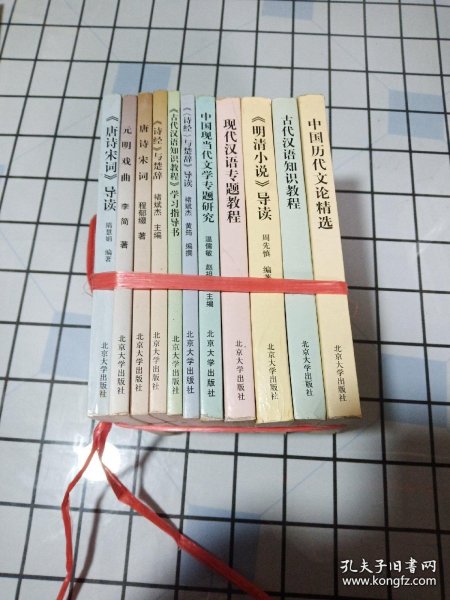 《唐诗宋词》导读
隋慧娟 编著
北京大学出版社
元明戏曲
李简 著
北京大学出版社
唐诗宋词
程郁缀 著
北京大学出版社
《诗经》与楚辞
褚斌杰 主编
北京大学出版社
《古代汉语知识教程》学习指导书
北京大学出版社
《〈诗经〉与楚辞》导读
褚斌杰 黄筠 编撰
北京大学出版社
中国现当代文学专题研究
温儒敏 赵祖 主编
北京大学出版社
现代汉语专题教程
北京大学出版社
《明清小说》导读
周先慎 编著
北京大学出版社
古代汉语知识教程
北京大学出版社
中国历代文论精选
北京大学出版社
孔夫子旧书网
www.kongfz.com